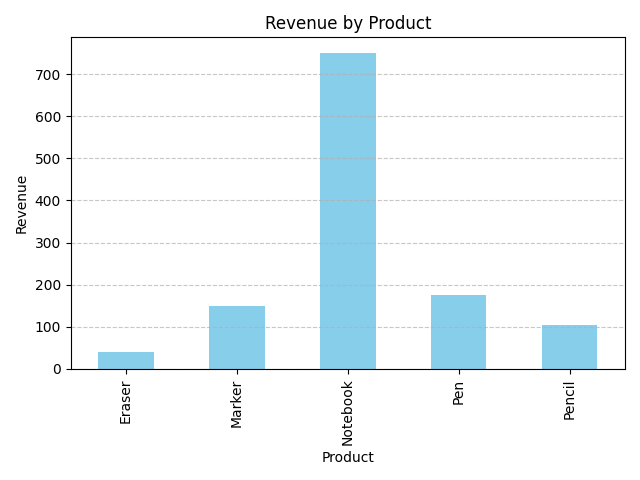 Revenue by Product
Revenue
700
600
500
400
300
200
100
0
Eraser
Marker
Notebook
Pen
Pencil
Product